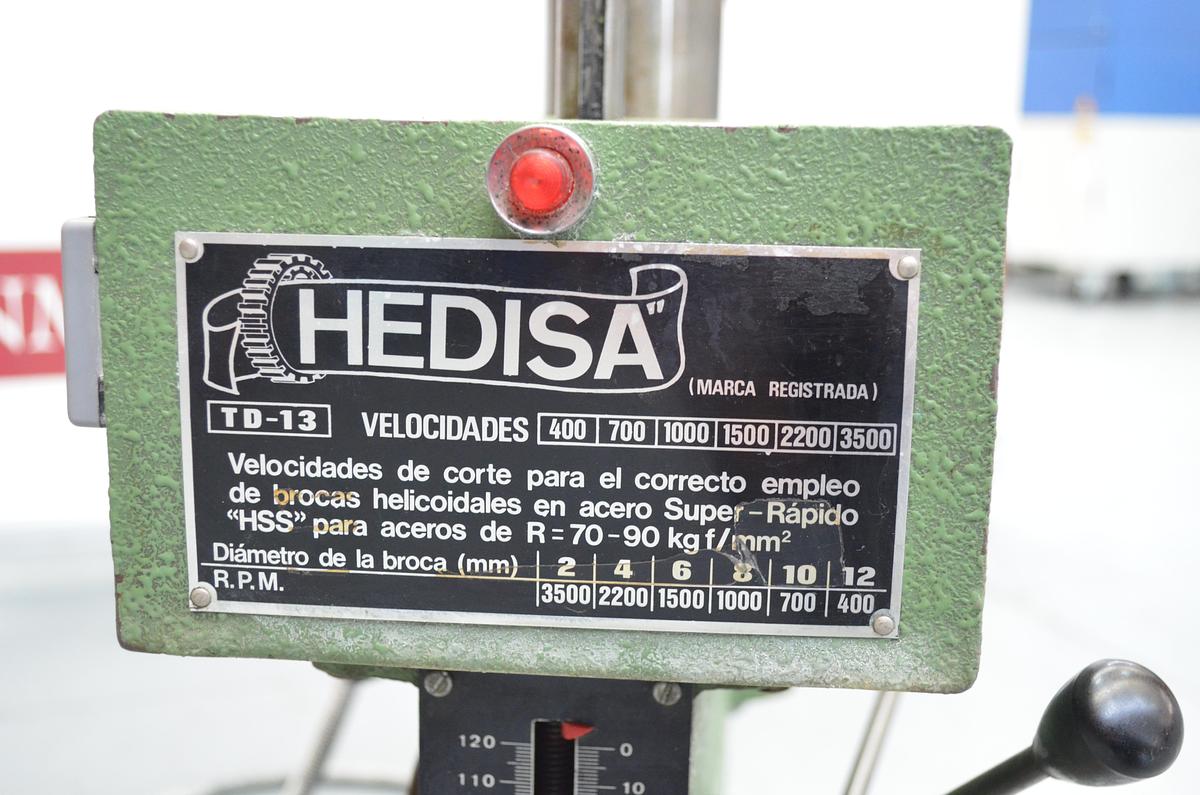 HEDISA"
(MARCA REGISTRADA)
TD-13 VELOCIDADES 400 700 1000 1500 2200 3500
Velocidades de corte para el correcto empleo
de brocas helicoidales en acero Super-Rápido
«HSS» para aceros de R=70-90 kgf/mm²
Diámetro de la broca (mm) 2 4 6 8 10 12
R.P.M. 3500 2200 1500 1000 700 400
120 0
110 10